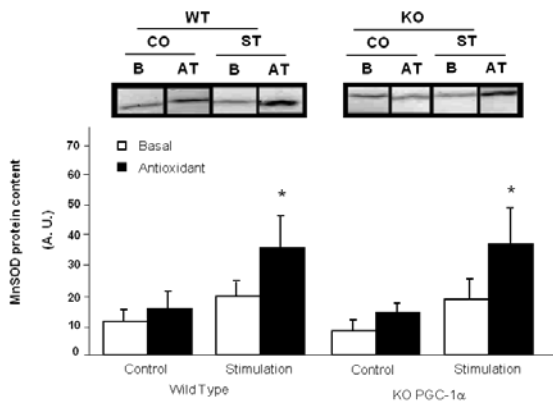 WT KO
CO ST CO ST
B AT B AT B AT B AT
MnSOD protein content
(A. U.)
70
60
50
40
30
20
10
0
Basal
Antioxidant
* *
Control Stimulation Control Stimulation
Wild Type KO PGC-1α